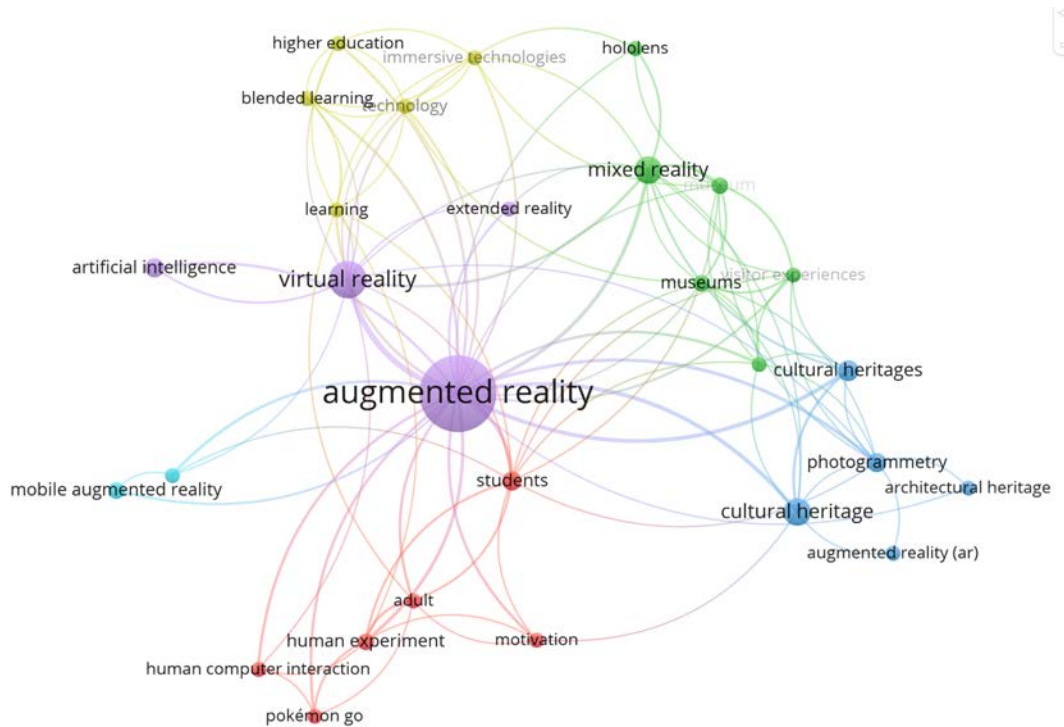 higher education
immersive technologies
hololens
blended learning
technology
mixed reality
museum
learning
extended reality
artificial intelligence
virtual reality
museums
visitor experiences
cultural heritages
augmented reality
photogrammetry
students
architectural heritage
mobile augmented reality
cultural heritage
augmented reality (ar)
adult
human experiment
motivation
human computer interaction
pokémon go